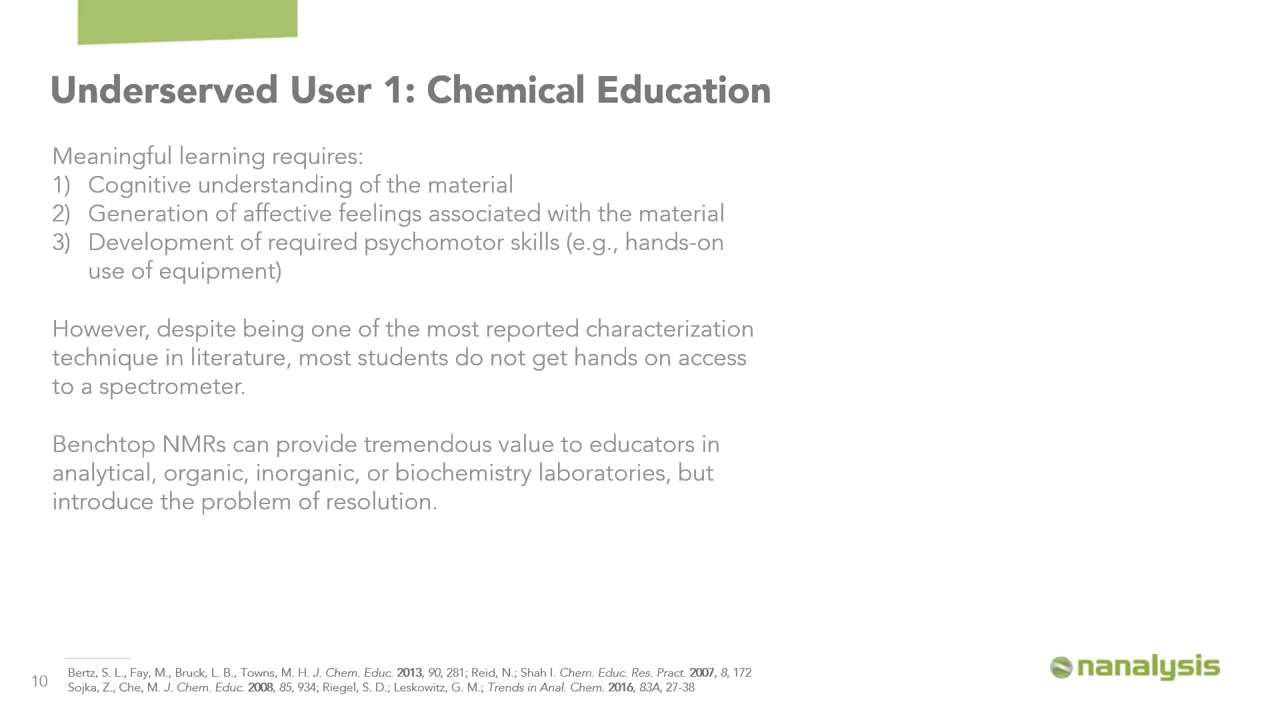 Underserved User 1: Chemical Education
Meaningful learning requires:
1) Cognitive understanding of the material
2) Generation of affective feelings associated with the material
3) Development of required psychomotor skills (e.g., hands-on
use of equipment)
However, despite being one of the most reported characterization
technique in literature, most students do not get hands on access
to a spectrometer.
Benchtop NMRs can provide tremendous value to educators in
analytical, organic, inorganic, or biochemistry laboratories, but
introduce the problem of resolution.
10
Bertz, S. L., Fay, M., Bruck, L. B., Towns, M. H. J. Chem. Educ. 2013, 90, 281; Reid, N.; Shah I. Chem. Educ. Res. Pract. 2007, 8, 172
Sojka, Z., Che, M. J. Chem. Educ. 2008, 85, 934; Riegel, S. D.; Leskowitz, G. M.; Trends in Anal. Chem. 2016, 83A, 27-38
nanalysis